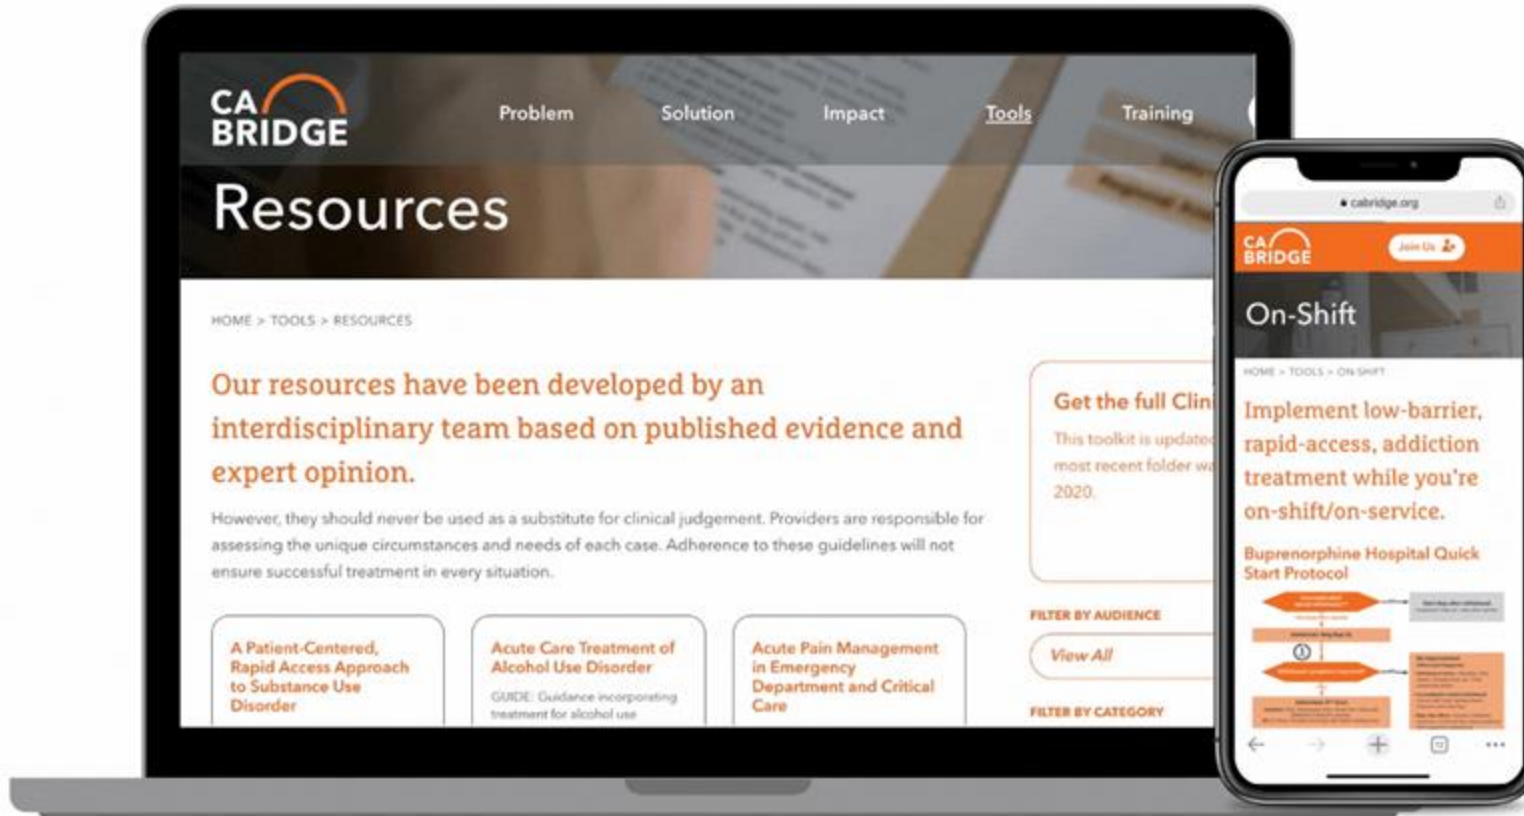 CA
BRIDGE
Problem
Solution
Impact
Tools
Training
Resources
HOME > TOOLS > RESOURCES
Our resources have been developed by an
interdisciplinary team based on published evidence and
expert opinion.
However, they should never be used as a substitute for clinical judgement. Providers are responsible for
assessing the unique circumstances and needs of each case. Adherence to these guidelines will not
ensure successful treatment in every situation.
A Patient-Centered,
Rapid Access Approach
to Substance Use
Disorder
Acute Care Treatment of
Alcohol Use Disorder
GUIDE: Guidance incorporating
treatment for alcohol use
Acute Pain Management
in Emergency
Department and Critical
Care
Get the full Clin
This toolkit is updated
most recent folder wa
2020.
FILTER BY AUDIENCE
View All
FILTER BY CATEGORY
cabridge.org
CA
BRIDGE
Join Us
On-Shift
HOME > TOOLS > ON-SHIFT
Implement low-barrier,
rapid-access, addiction
treatment while you're
on-shift/on-service.
Buprenorphine Hospital Quick
Start Protocol